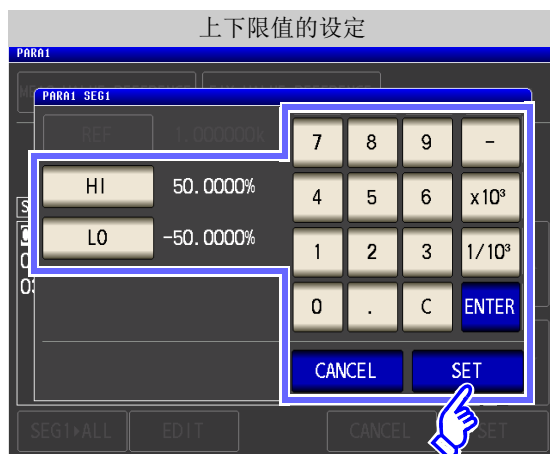 上下限值的设定
PARA1
PARA1 SEG1
REF 1.000000k
HI 50.0000%
LO -50.0000%
7 8 9 -
4 5 6 x10³
1 2 3 1/10³
0 . C ENTER
CANCEL SET
SEG1▸ALL EDIT CANCEL SET